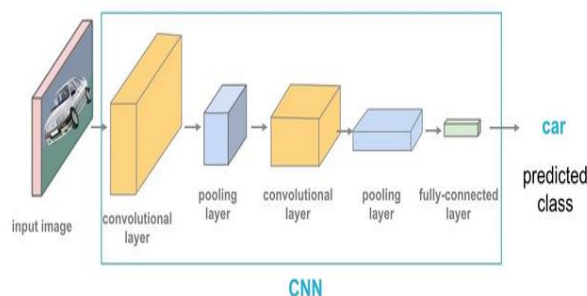 input image
convolutional
layer
pooling
layer
convolutional
layer
pooling
layer
fully-connected
layer
car
predicted
class
CNN